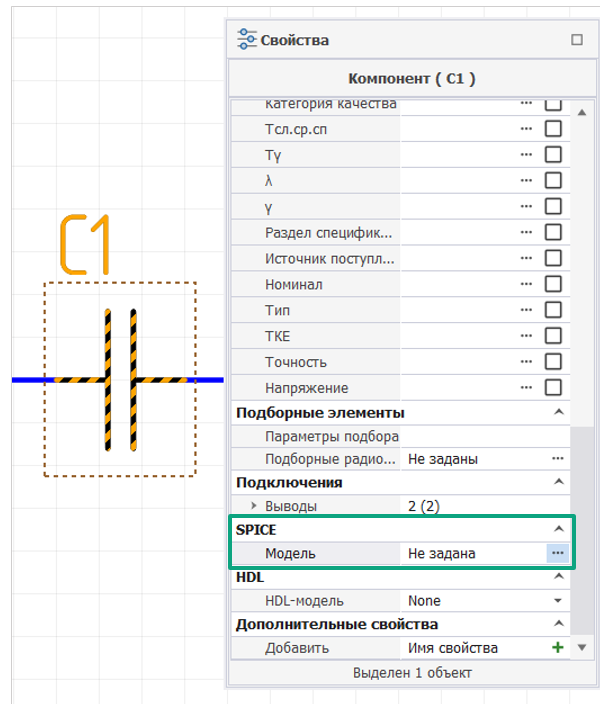 C1
Свойства
Компонент ( C1 )
Категория качества ...
Тсл.ср.сп ...
Тγ ...
λ ...
γ ...
Раздел специфик... ...
Источник поступл... ...
Номинал ...
Тип ...
ТКЕ ...
Точность ...
Напряжение ...
Подборные элементы
Параметры подбора
Подборные радио... Не заданы ...
Подключения
Выводы 2 (2)
SPICE
Модель Не задана ...
HDL
HDL-модель None
Дополнительные свойства
Добавить Имя свойства +
Выделен 1 объект